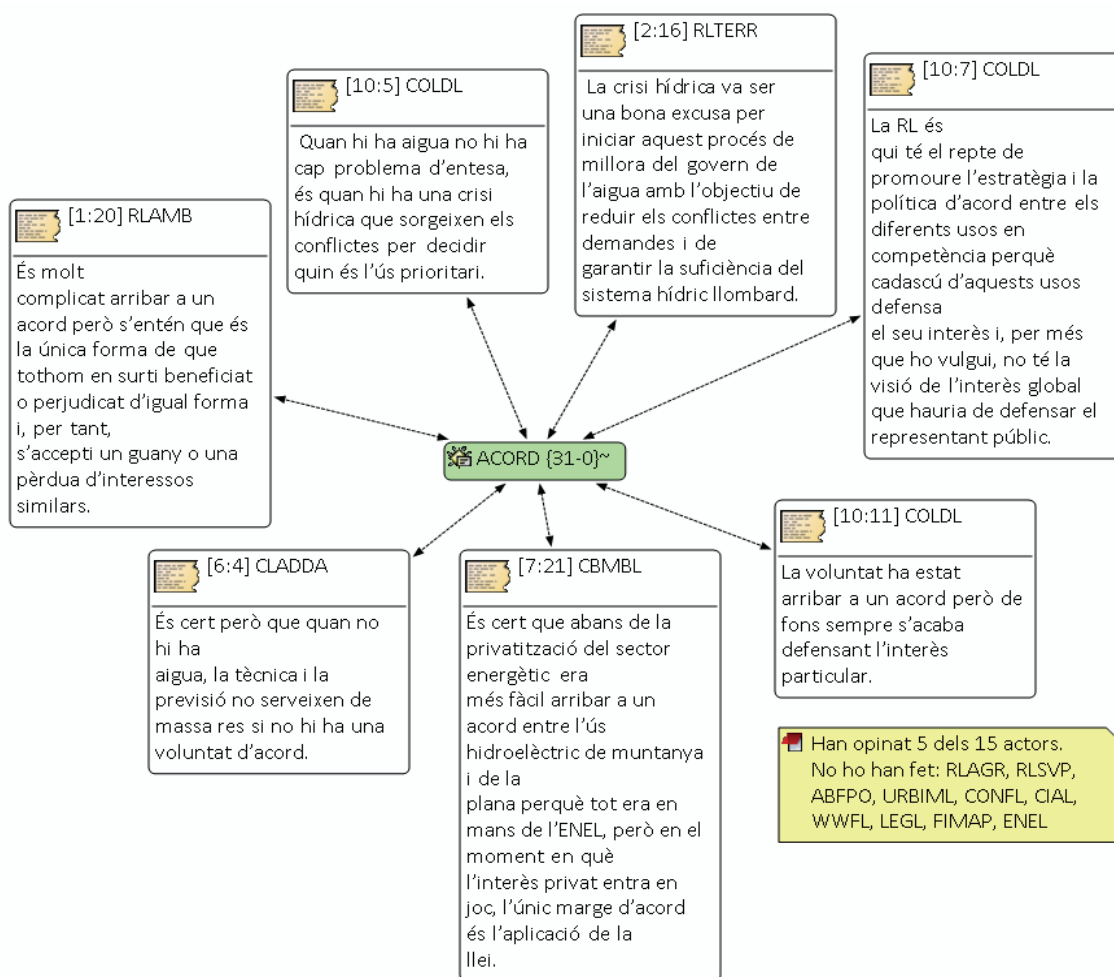 [2:16] RLTERR
La crisi hídrica va ser
una bona excusa per
iniciar aquest procés de
millora del govern de
l'aigua amb l'objectiu de
reduir els conflictes entre
demandes i de
garantir la suficiència del
sistema hídric llombard.
[10:5] COLDL
Quan hi ha aigua no hi ha
cap problema d'entesa,
és quan hi ha una crisi
hídrica que sorgeixen els
conflictes per decidir
quin és l'ús prioritari.
[10:7] COLDL
La RL és
qui té el repte de
promoure l'estratègia i la
política d'acord entre els
diferents usos en
competència perquè
cadascú d'aquests usos
defensa
el seu interès i, per més
que ho vulgui, no té la
visió de l'interès global
que hauria de defensar el
representant públic.
[1:20] RLAMB
És molt
complicat arribar a un
acord però s'entén que és
la única forma de que
tothom en surti beneficiat
o perjudicat d'igual forma
i, per tant,
s'accepti un guany o una
pèrdua d'interessos
similars.
ACORD {31-0}~
[6:4] CLADDA
És cert però que quan no
hi ha
aigua, la tècnica i la
previsió no serveixen de
massa res si no hi ha una
voluntat d'acord.
[7:21] CBMBL
És cert que abans de la
privatització del sector
energètic era
més fàcil arribar a un
acord entre l'ús
hidroelèctric de muntanya
i de la
plana perquè tot era en
mans de l'ENEL, però en el
moment en què
l'interès privat entra en
joc, l'únic marge d'acord
és l'aplicació de la
llei.
[10:11] COLDL
La voluntat ha estat
arribar a un acord però de
fons sempre s'acaba
defensant l'interès
particular.
Han opinat 5 dels 15 actors.
No ho han fet: RLAGR, RLSVP,
ABFPO, URBIML, CONFL, CIAL,
WWFL, LEGL, FIMAP, ENEL